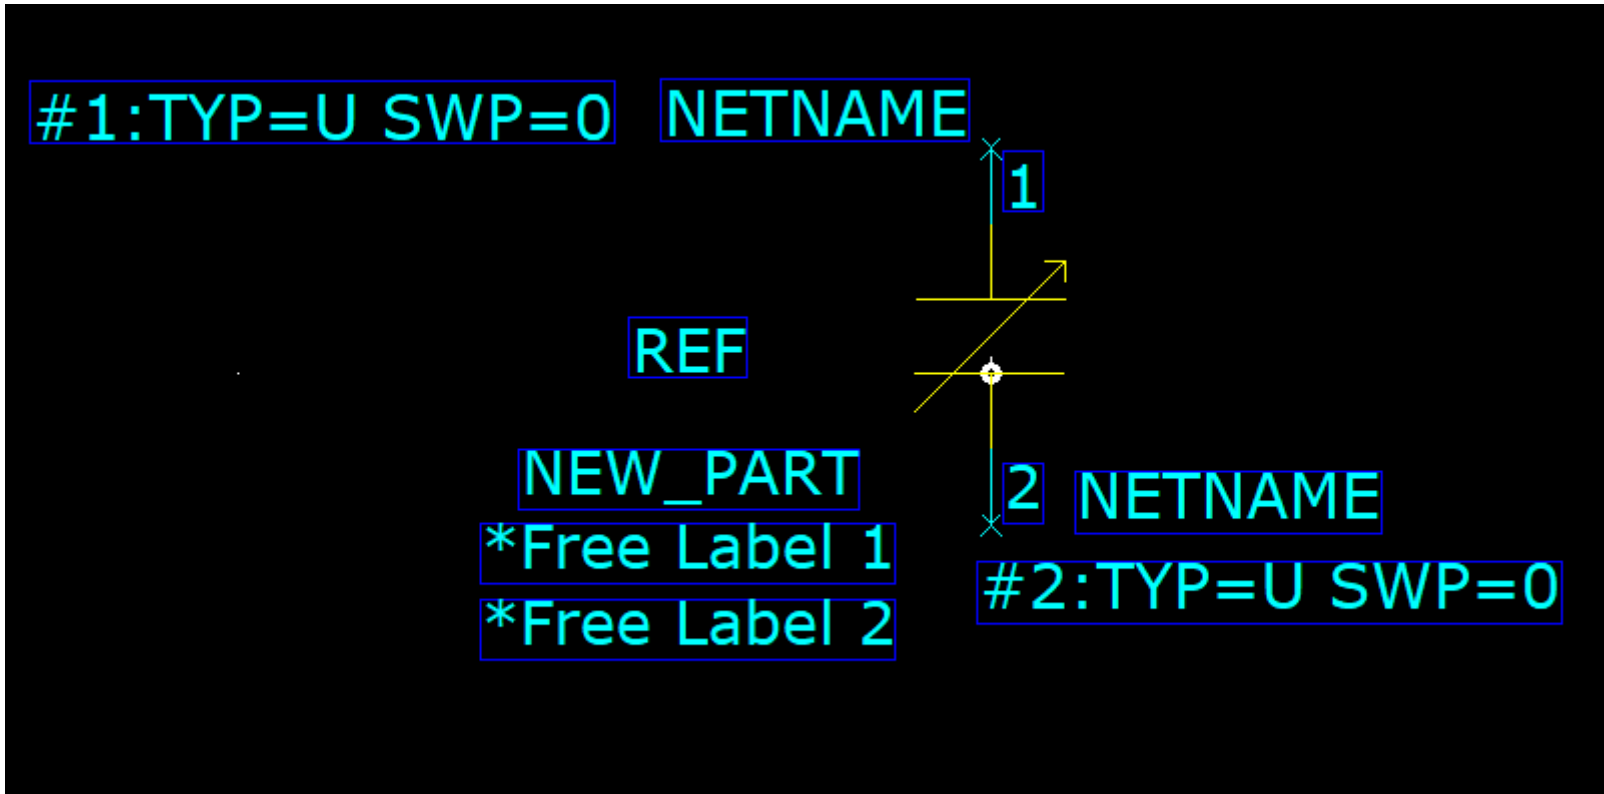 #1:TYP=U SWP=0 NETNAME
1
REF
NEW_PART
*Free Label 1
*Free Label 2
2 NETNAME
#2:TYP=U SWP=0